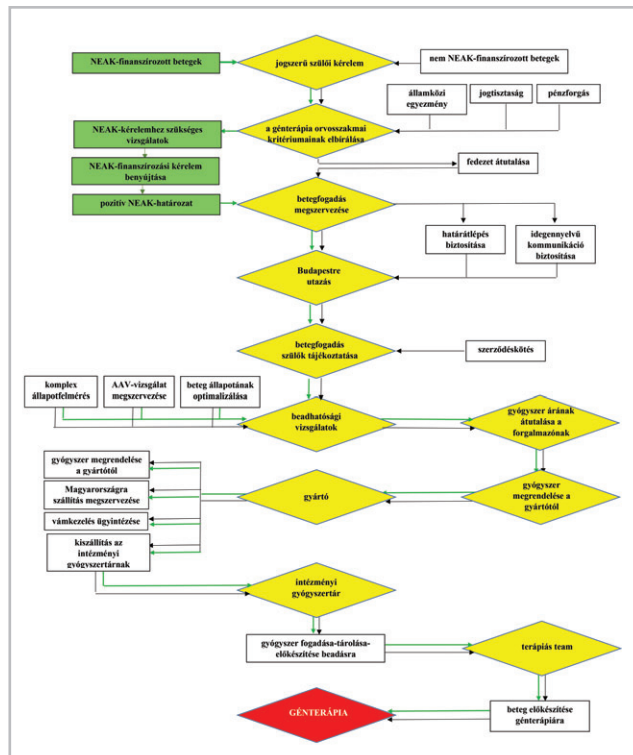 NEAK-finanszírozott betegek
jogszerű szülői kérelem
nem NEAK-finanszírozott betegek
államközi
egyezmény
jogtisztaság
pénzforgás
NEAK-kérelemhez szükséges
vizsgálatok
a génterápia orvosszakmai
kritériumainak elbírálása
NEAK-finanszírozási kérelem
benyújtása
fedezet átutalása
pozitív NEAK-határozat
betegfogadás
megszervezése
határátlépés
biztosítása
idegennyelvű
kommunikáció
biztosítása
Budapestre
utazás
betegfogadás
szülők tájékoztatása
szerződéskötés
komplex
állapotfelmérés
AAV-vizsgálat
megszervezése
beteg állapotának
optimalizálása
beadhatósági
vizsgálatok
gyógyszer árának
átutalása a
forgalmazónak
gyógyszer megrendelése
a gyártótól
Magyarországra
szállítás megszervezése
vámkezelés ügyintézése
kiszállítás az
intézményi
gyógyszertárnak
gyártó
gyógyszer
megrendelése a
gyártótól
intézményi
gyógyszertár
gyógyszer fogadása-tárolása-
előkészítése beadásra
terápiás team
GÉNTERÁPIA
beteg előkészítése
génterápiára